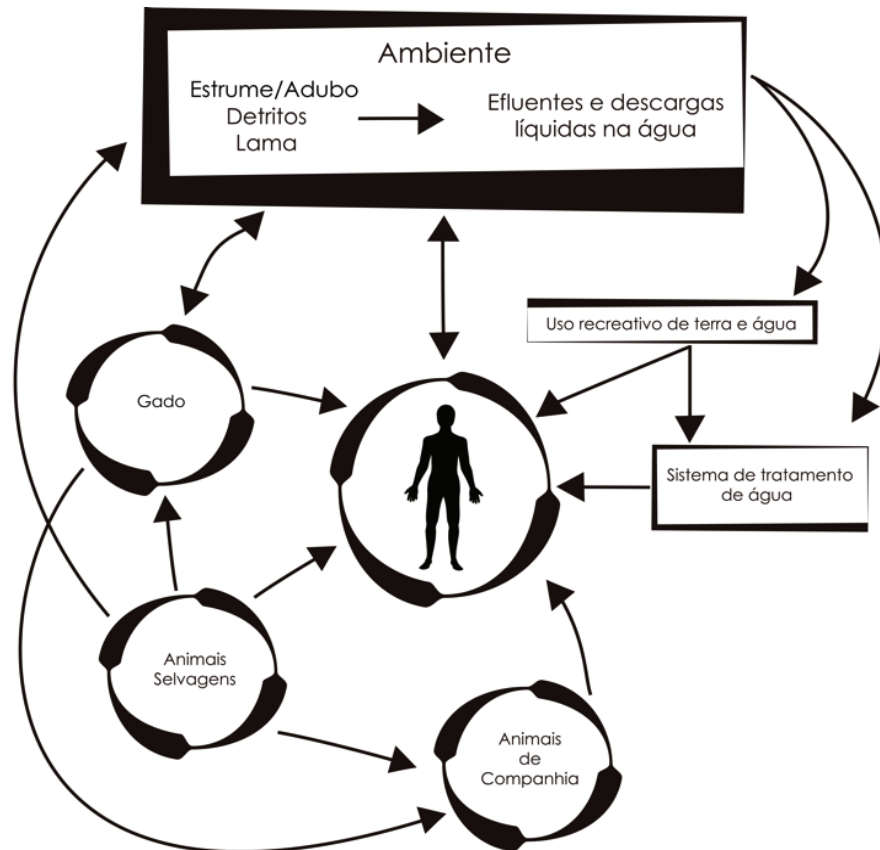 Ambiente
Estrume/Adubo
Detritos
Lama
Efluentes e descargas
líquidas na água
Uso recreativo de terra e água
Gado
Sistema de tratamento
de água
Animais
Selvagens
Animais
de
Companhia